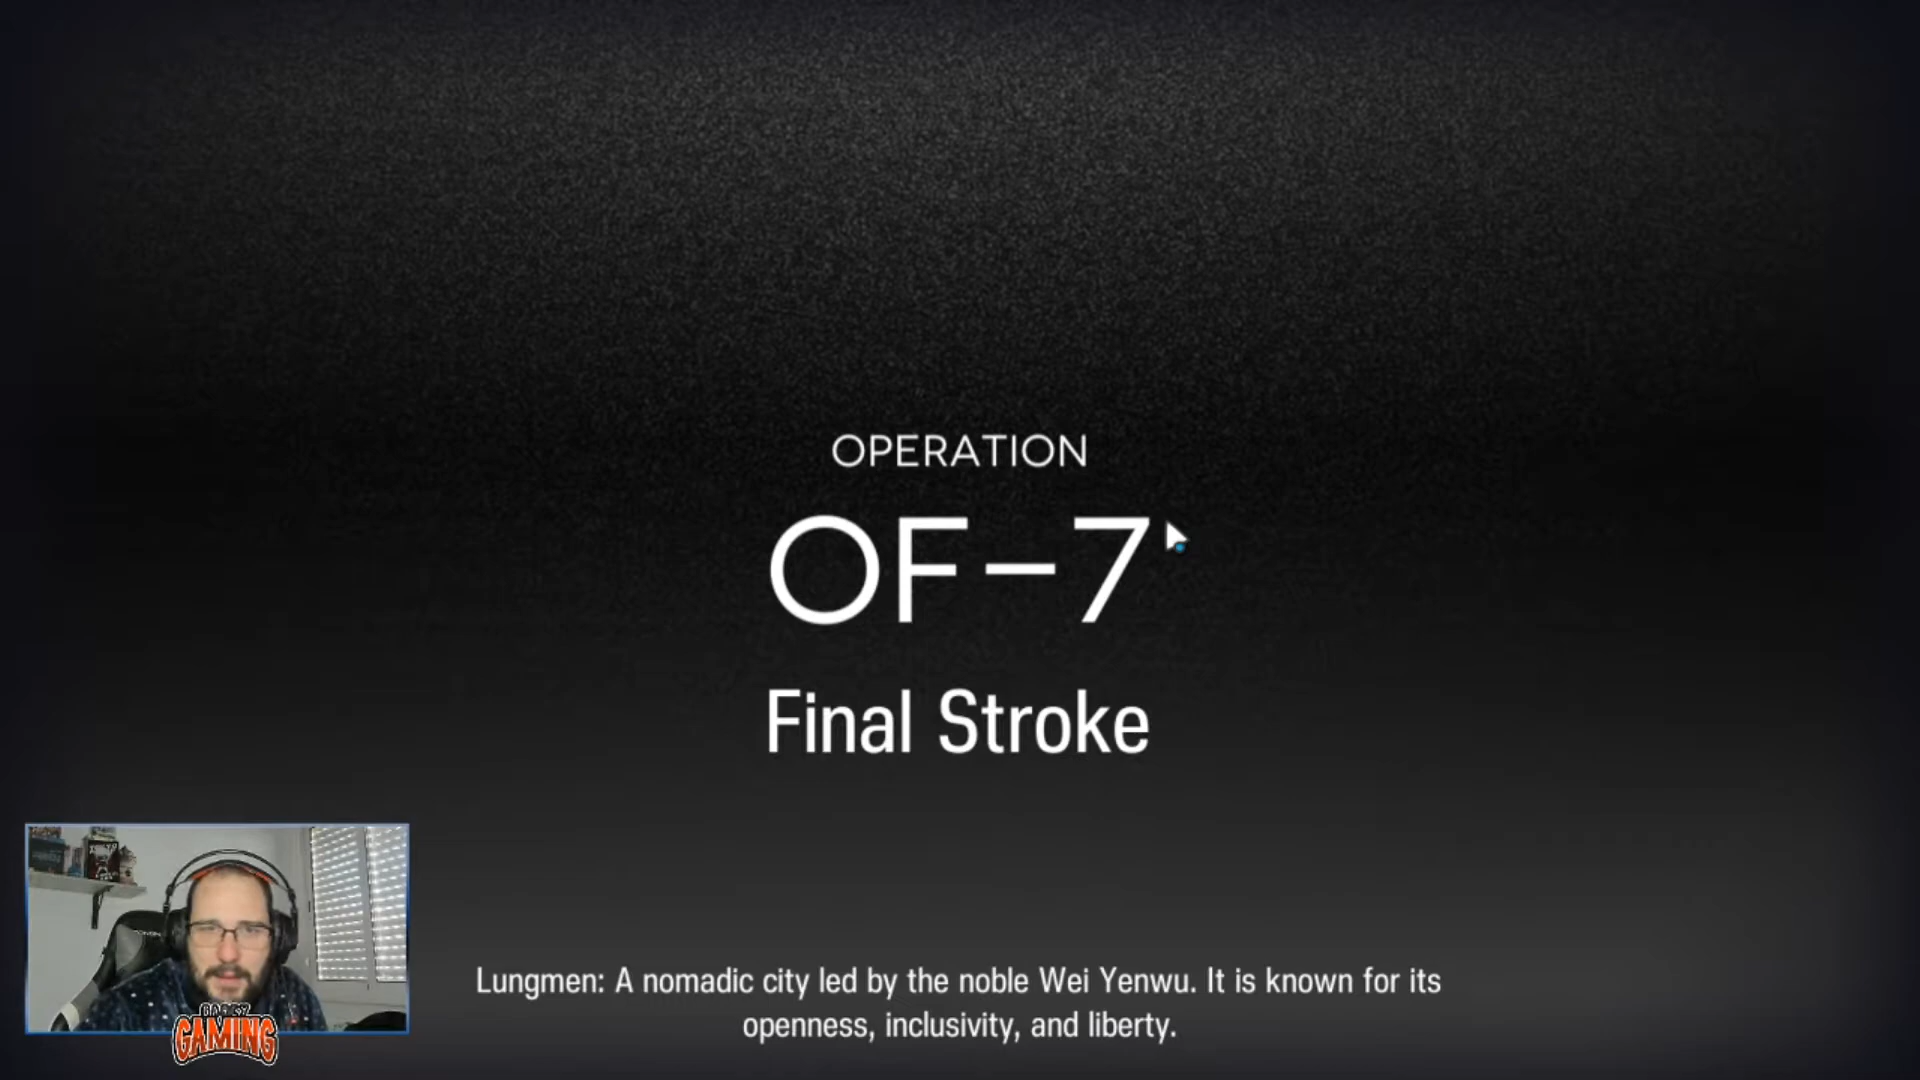 OPERATION
OF-7
Final Stroke
GAMING
Lungmen: A nomadic city led by the noble Wei Yenwu. It is known for its
openness, inclusivity, and liberty.